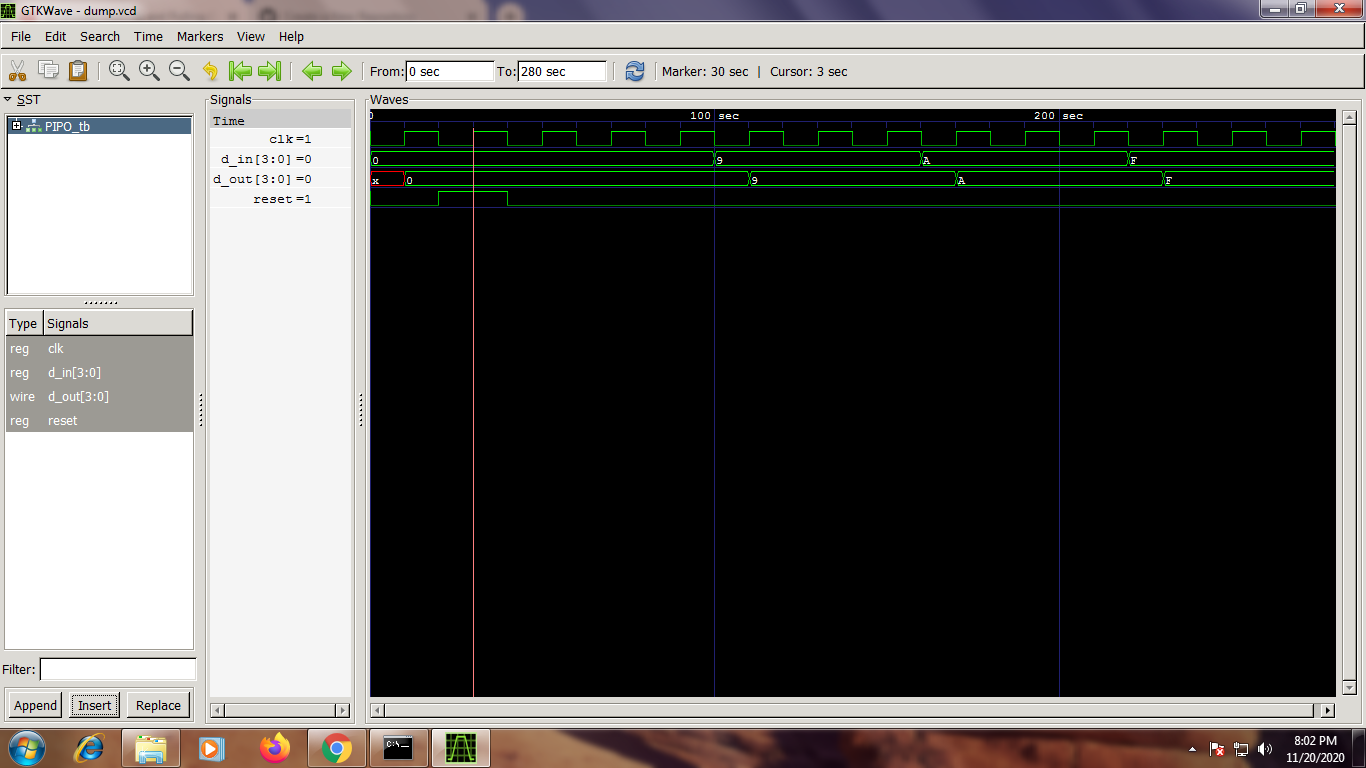 GTKWave - dump.vcd
File Edit Search Time Markers View Help
From: 0 sec To: 280 sec Marker: 30 sec | Cursor: 3 sec
SST
PIPO_tb
Type Signals
reg clk
reg d_in[3:0]
wire d_out[3:0]
reg reset
Filter:
Append Insert Replace
Signals
Time
clk =1
d_in[3:0] =0
d_out[3:0] =0
reset =1
Waves
0 100 sec 200 sec
0 9 A F
x 0 9 A F
C:\
8:02 PM
11/20/2020